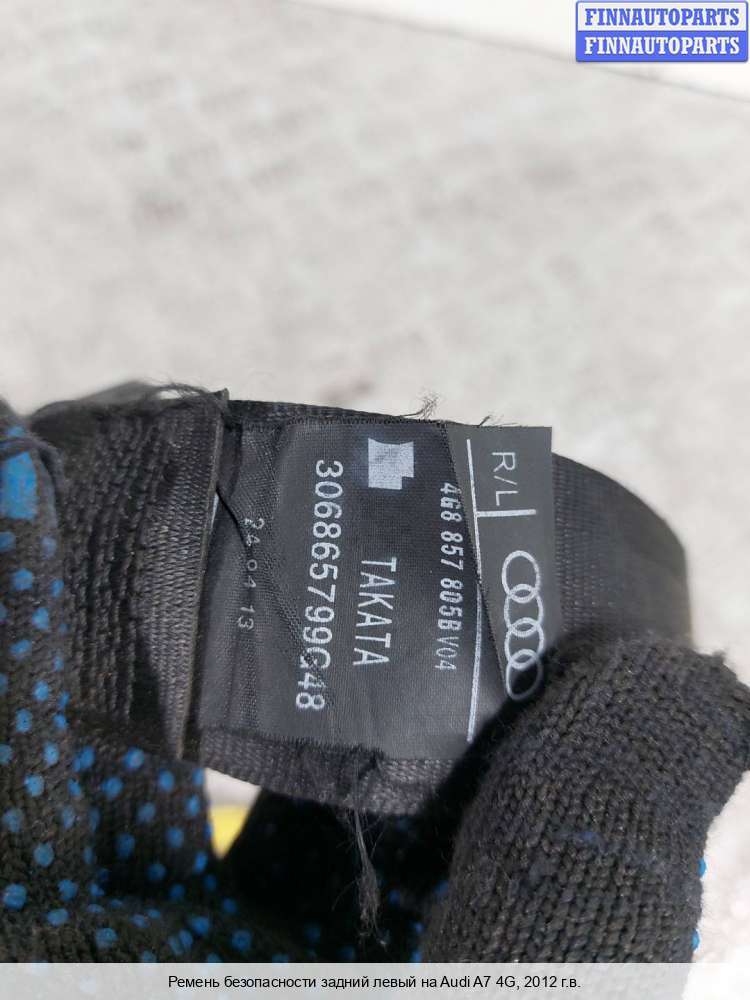 FINNAUTOPARTS
FINNAUTOPARTS
R/L
4G8 857 805B V04
TAKATA
306865799G48
24 04 13
Ремень безопасности задний левый на Audi A7 4G, 2012 г.в.